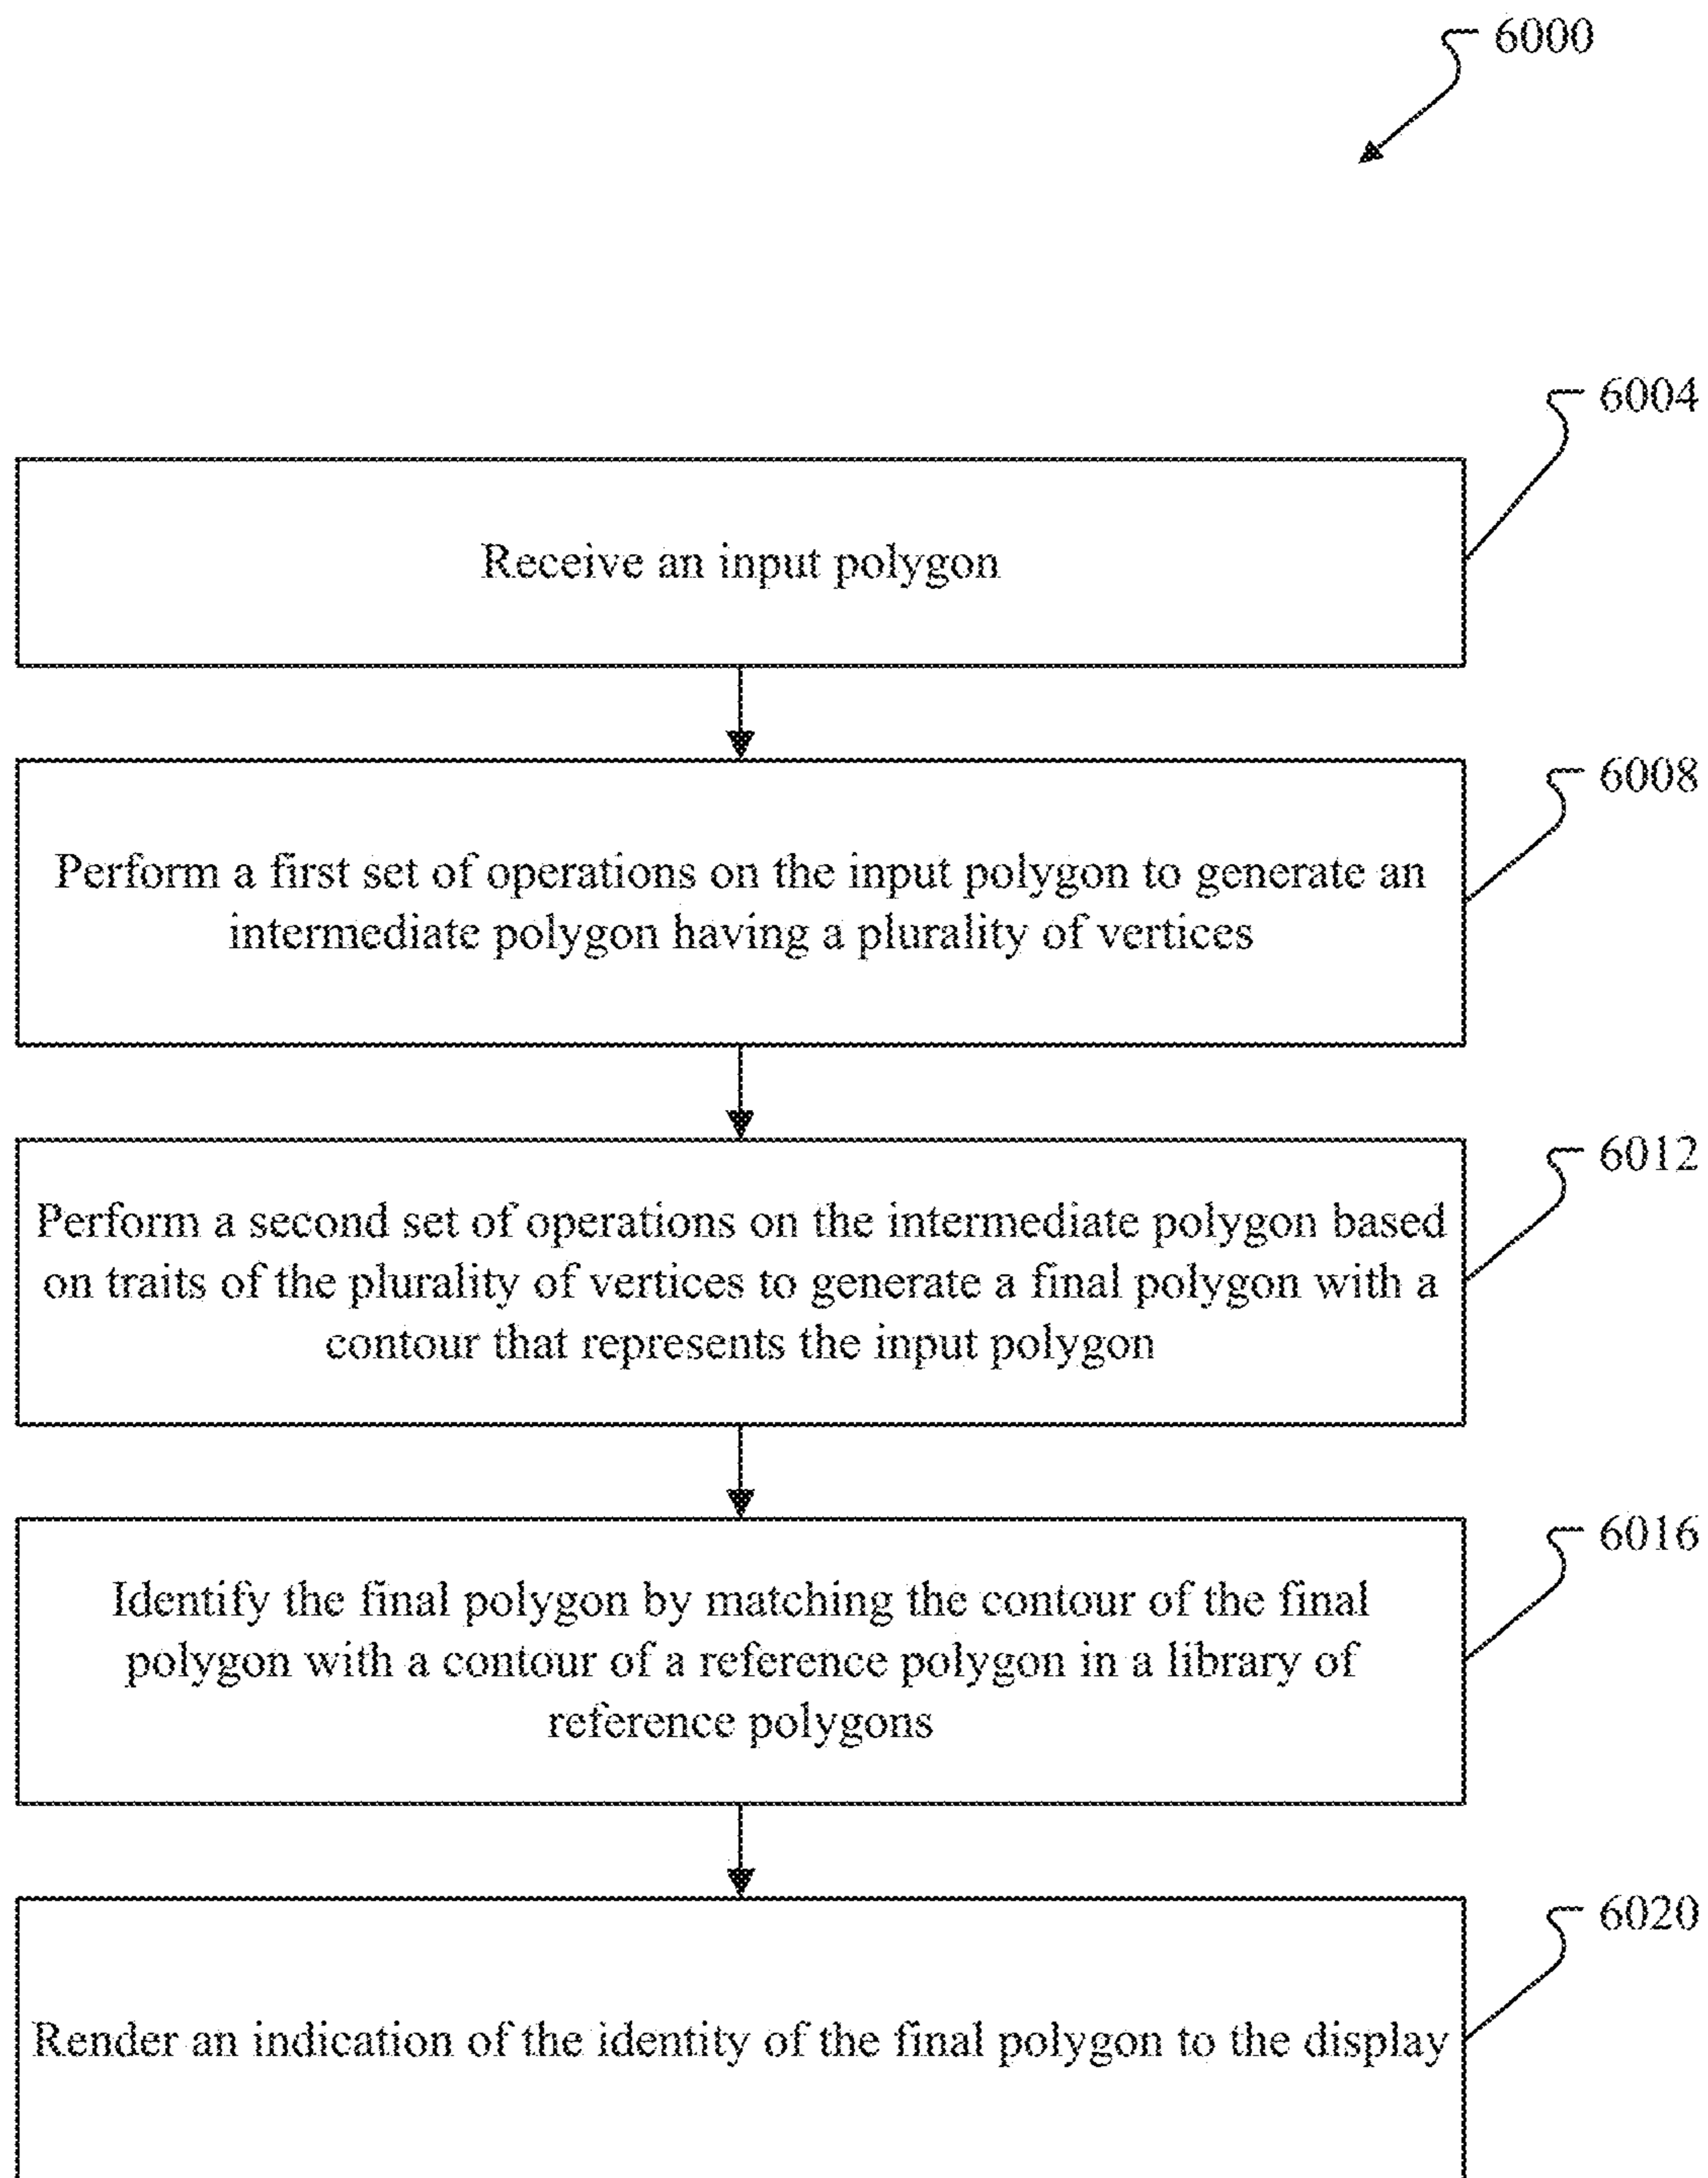 6000
6004
Receive an input polygon
6008
Perform a first set of operations on the input polygon to generate an
intermediate polygon having a plurality of vertices
6012
Perform a second set of operations on the intermediate polygon based
on traits of the plurality of vertices to generate a final polygon with a
contour that represents the input polygon
6016
Identify the final polygon by matching the contour of the final
polygon with a contour of a reference polygon in a library of
reference polygons
6020
Render an indication of the identity of the final polygon to the display